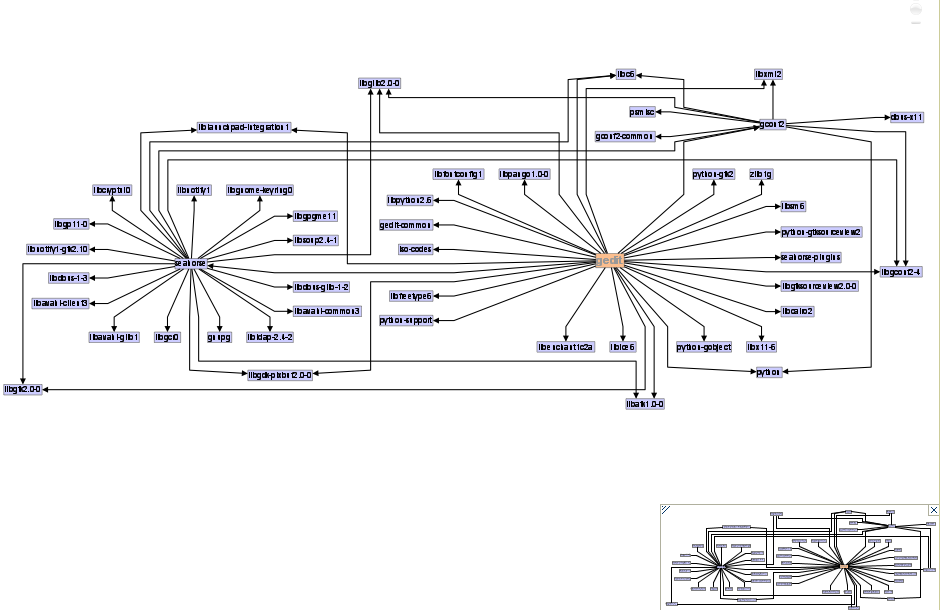 libc6
libxml2
libglib2.0-0
psmisc
dbus-x11
gconf2
liblaunchpad-integration1
gconf2-common
libfontconfig1
libpango1.0-0
python-gtk2
zlib1g
libcryptui0
libnotify1
libgnome-keyring0
libpython2.6
libsm6
libgpgme11
libgp11-0
gedit-common
python-gtksourceview2
libsoup2.4-1
libnotify1-gtk2.10
iso-codes
seahorse-plugins
gedit
seahorse
libgconf2-4
libdbus-1-3
libdbus-glib-1-2
libgtksourceview2.0-0
libfreetype6
libavahi-client3
libavahi-common3
libcairo2
python-support
libavahi-glib1
libgcr0
gnupg
libldap-2.4-2
libenchant1c2a
libice6
python-gobject
libx11-6
libgdk-pixbuf2.0-0
python
libgtk2.0-0
libatk1.0-0